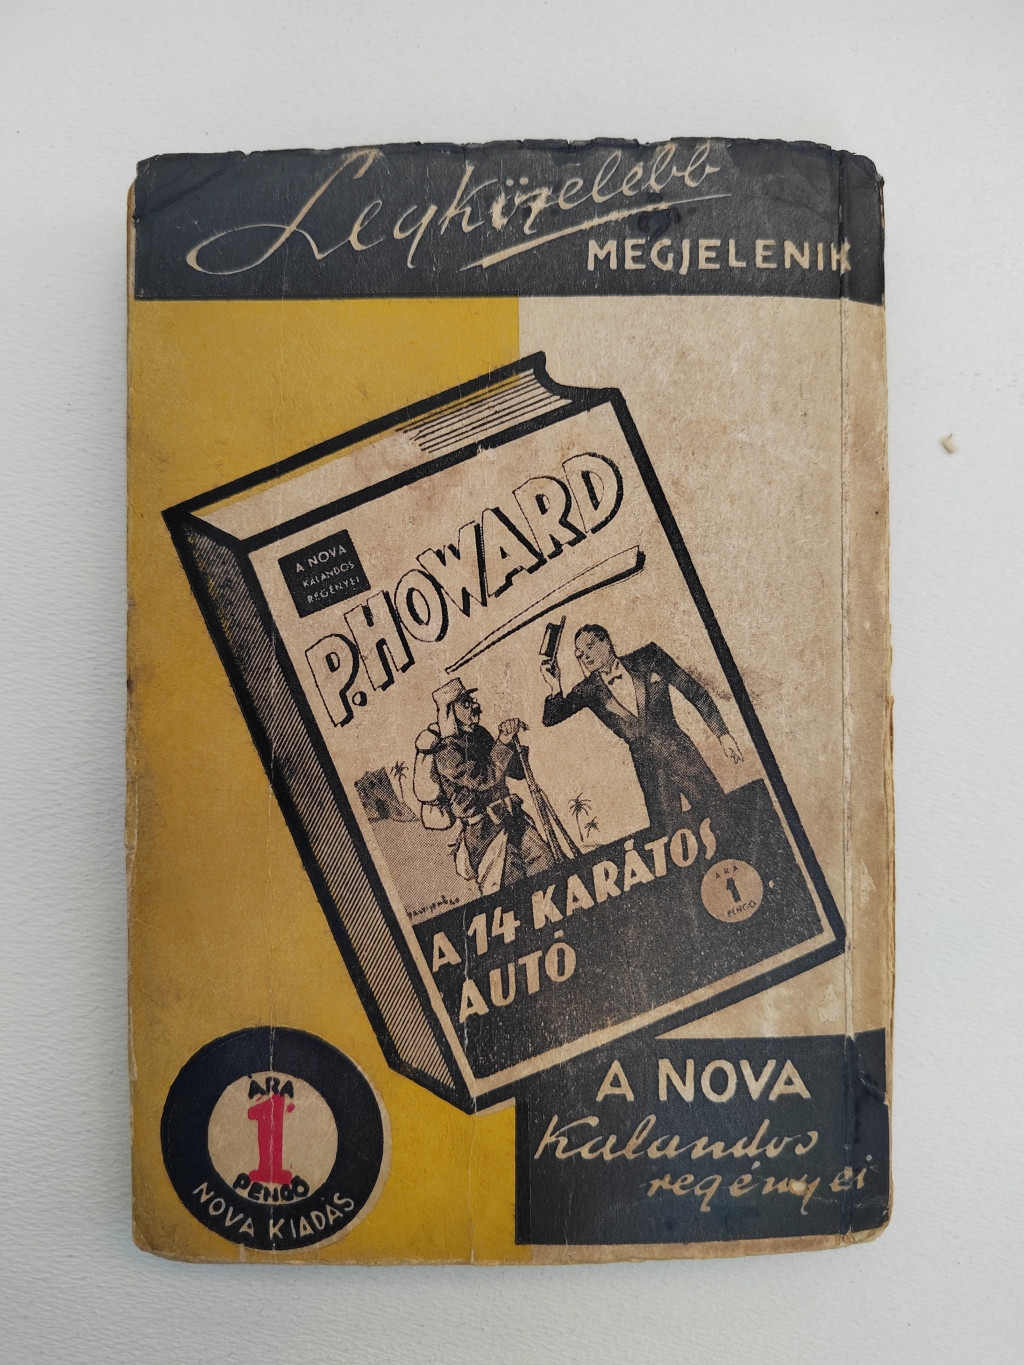 Legközelebb
MEGJELENIK
A NOVA
KALANDOS
REGÉNYEI
P. HOWARD
A 14 KARÁTOS
AUTÓ
ÁRA
1
PENGŐ
ÁRA
1
PENGŐ
NOVA KIADÁS
A NOVA
Kalandos
regényei